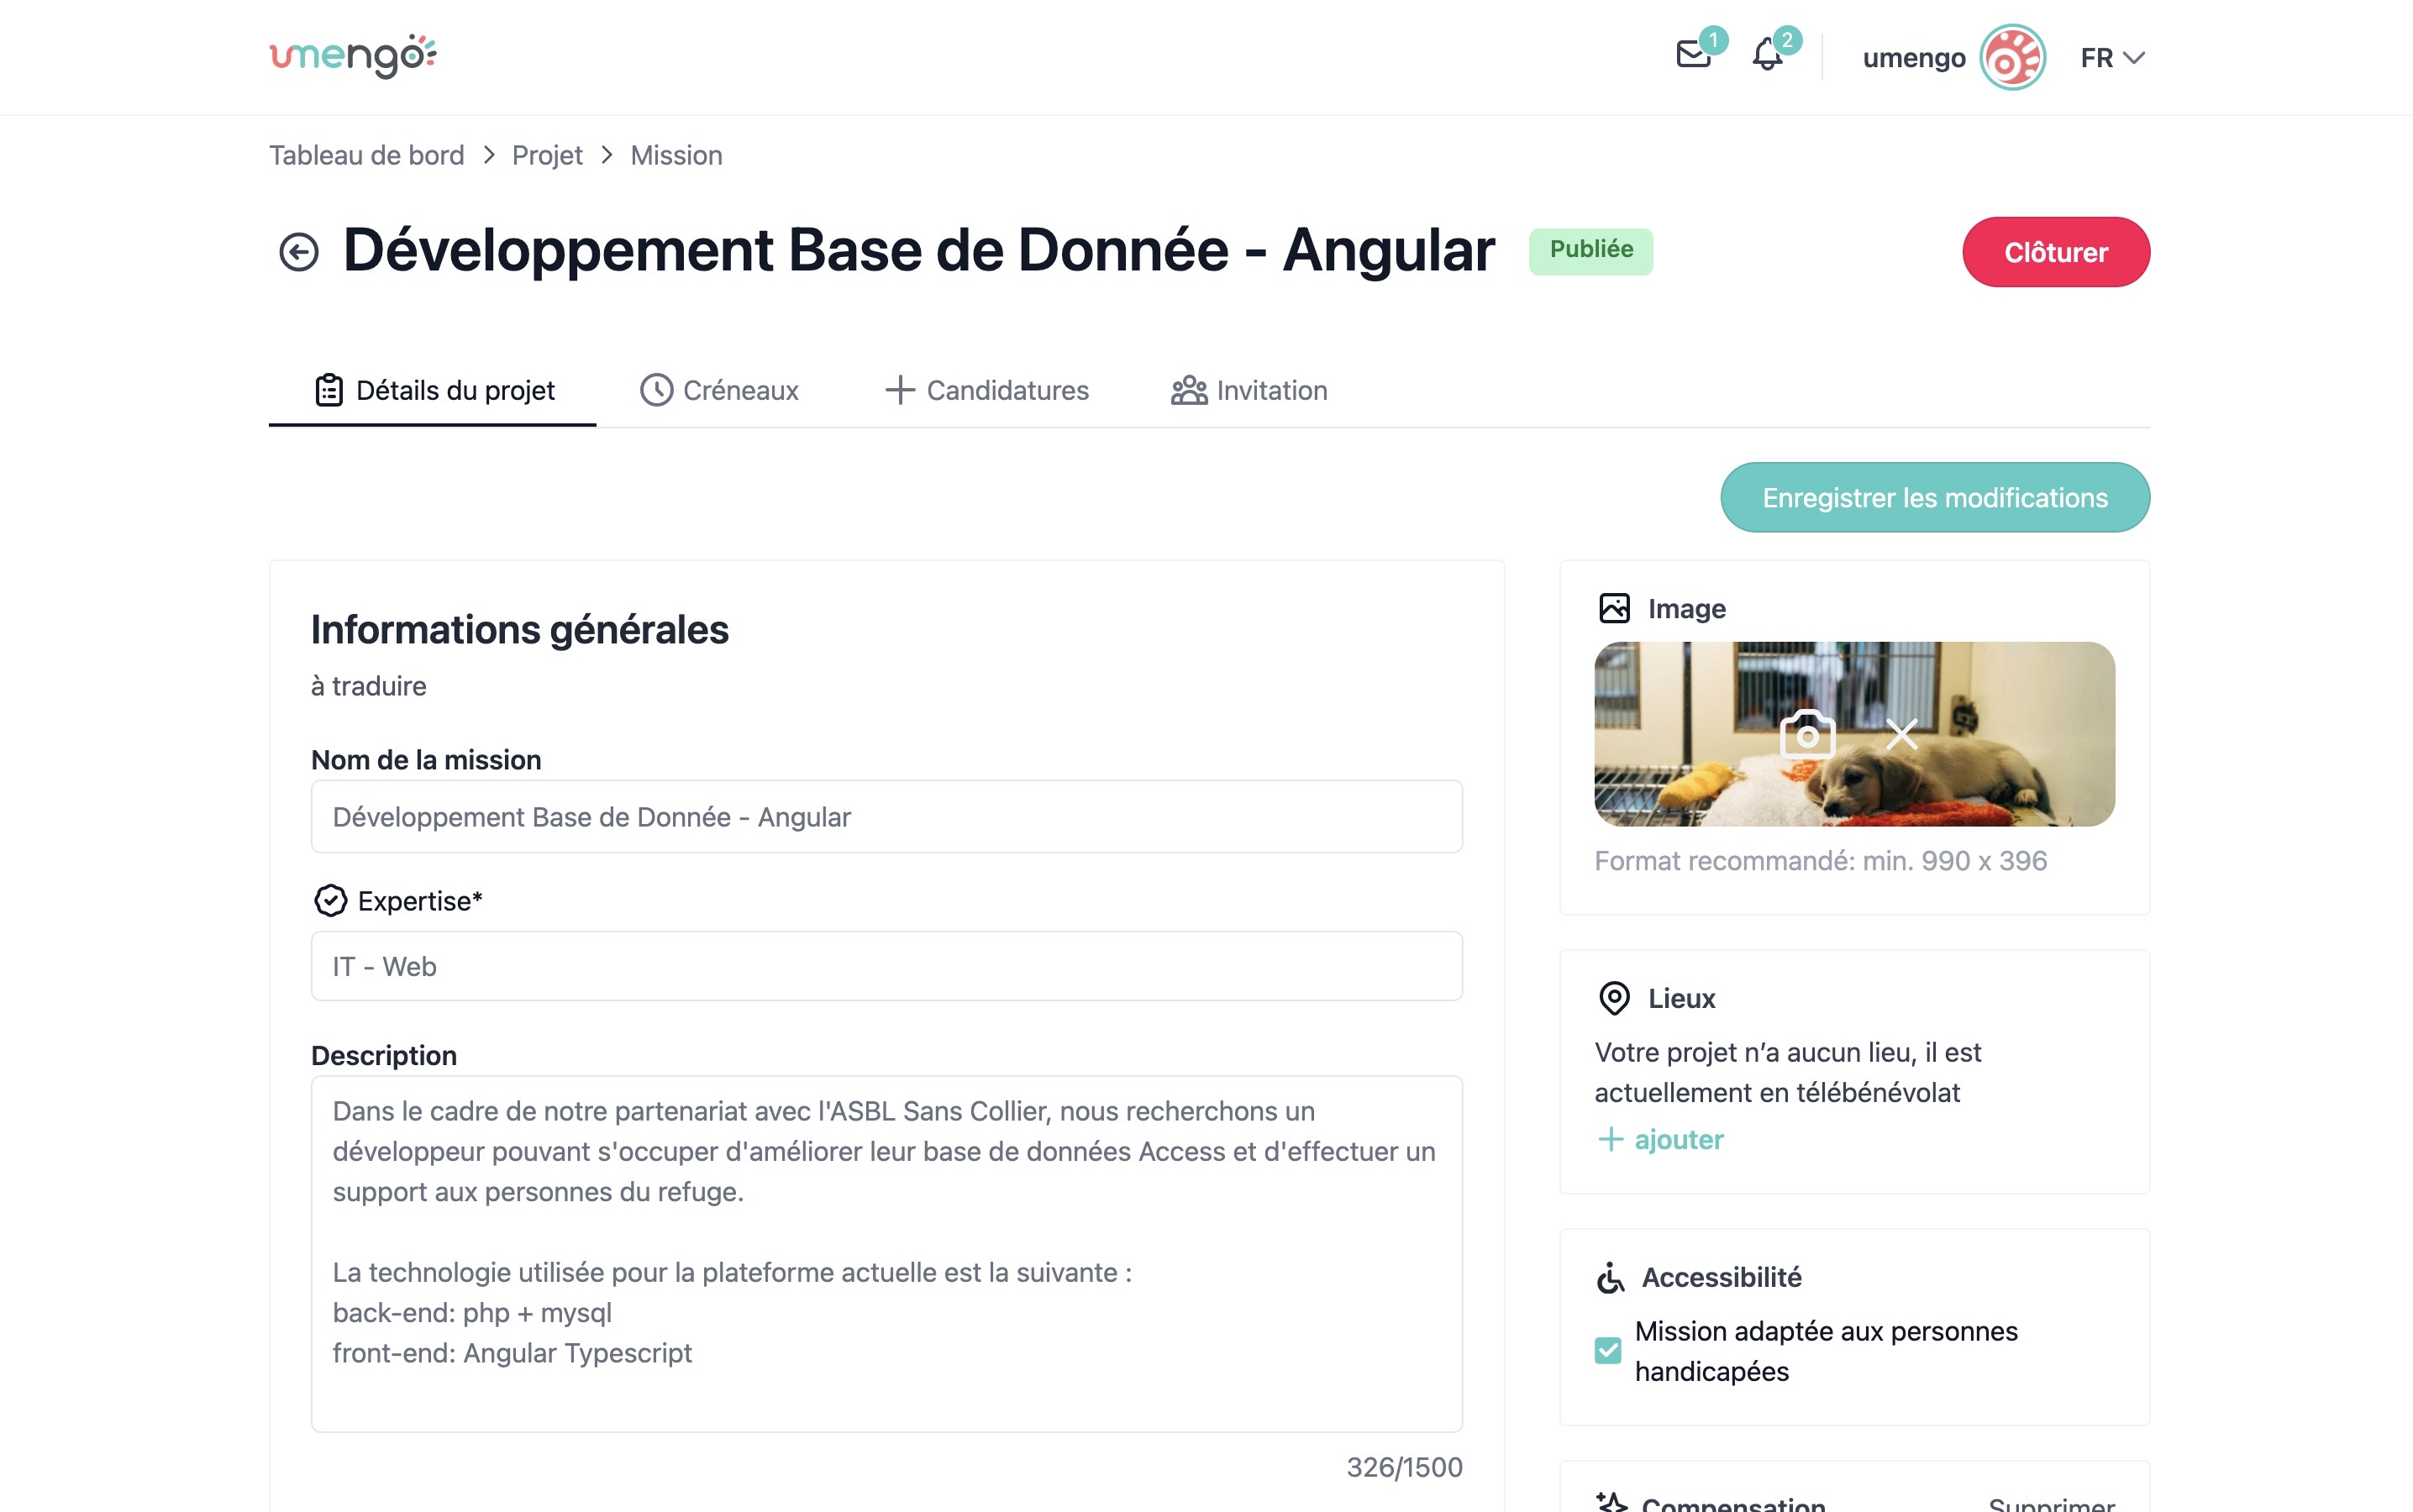 umengo
1
2
umengo
FR
Tableau de bord > Projet > Mission
Développement Base de Donnée - Angular
Publiée
Clôturer
Détails du projet
Créneaux
Candidatures
Invitation
Enregistrer les modifications
Informations générales
à traduire
Nom de la mission
Développement Base de Donnée - Angular
Expertise*
IT - Web
Description
Dans le cadre de notre partenariat avec l'ASBL Sans Collier, nous recherchons un
développeur pouvant s'occuper d'améliorer leur base de données Access et d'effectuer un
support aux personnes du refuge.
La technologie utilisée pour la plateforme actuelle est la suivante :
back-end: php + mysql
front-end: Angular Typescript
326/1500
Image
Format recommandé: min. 990 x 396
Lieux
Votre projet n’a aucun lieu, il est
actuellement en télébénévolat
+ ajouter
Accessibilité
Mission adaptée aux personnes
handicapées
Compensation
Supprimer